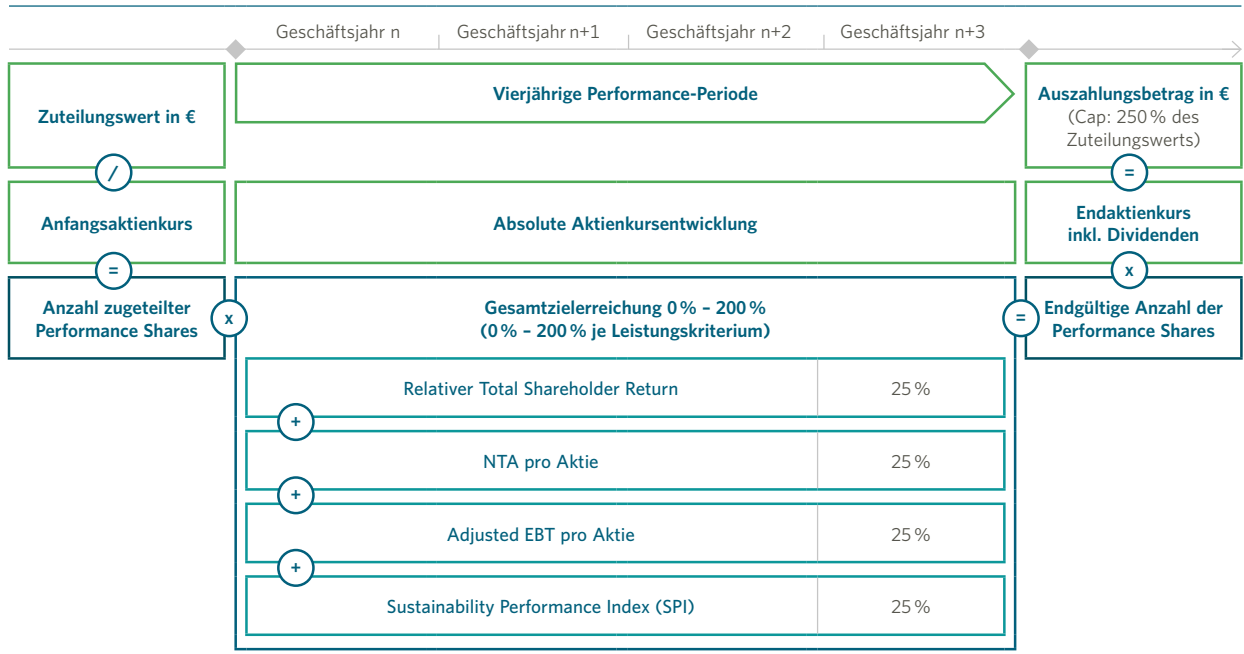 Geschäftsjahr n
Geschäftsjahr n+1
Geschäftsjahr n+2
Geschäftsjahr n+3
Zuteilungswert in €
Vierjährige Performance-Periode
Auszahlungsbetrag in €
(Cap: 250 % des
Zuteilungswerts)
/
=
Anfangsaktienkurs
Absolute Aktienkursentwicklung
Endaktienkurs
inkl. Dividenden
=
x
Anzahl zugeteilter
Performance Shares
x
Gesamtzielerreichung 0 % – 200 %
(0 % – 200 % je Leistungskriterium)
=
Endgültige Anzahl der
Performance Shares
Relativer Total Shareholder Return
25 %
+
NTA pro Aktie
25 %
+
Adjusted EBT pro Aktie
25 %
+
Sustainability Performance Index (SPI)
25 %